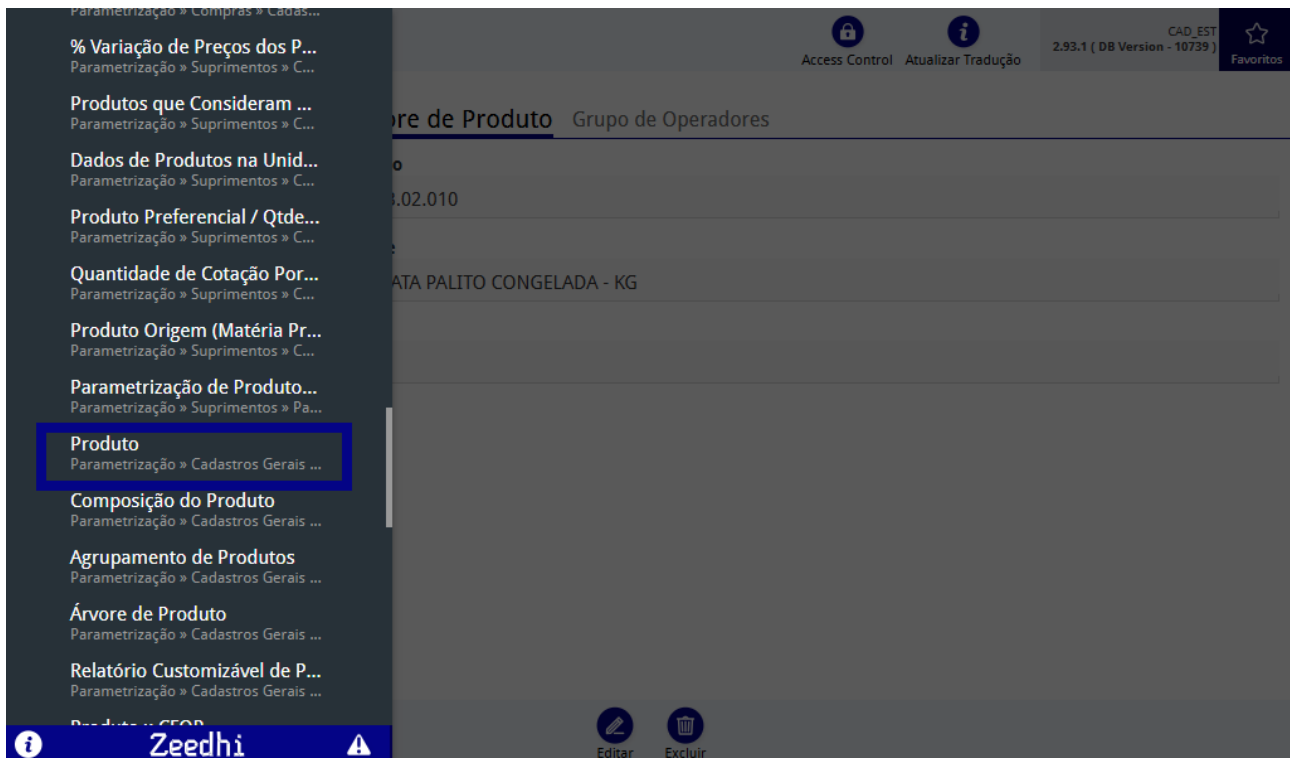 Parametrização » Compras » Cadas...
% Variação de Preços dos P...
Parametrização » Suprimentos » C...
Produtos que Consideram ...
Parametrização » Suprimentos » C...
Dados de Produtos na Unid...
Parametrização » Suprimentos » C...
Produto Preferencial / Qtde...
Parametrização » Suprimentos » C...
Quantidade de Cotação Por...
Parametrização » Suprimentos » C...
Produto Origem (Matéria Pr...
Parametrização » Suprimentos » C...
Parametrização de Produto...
Parametrização » Suprimentos » Pa...
Produto
Parametrização » Cadastros Gerais ...
Composição do Produto
Parametrização » Cadastros Gerais ...
Agrupamento de Produtos
Parametrização » Cadastros Gerais ...
Árvore de Produto
Parametrização » Cadastros Gerais ...
Relatório Customizável de P...
Parametrização » Cadastros Gerais ...
Zeedhi
Access Control
Atualizar Tradução
CAD_EST
2.93.1 ( DB Version - 10739 )
Favoritos
ore de Produto
Grupo de Operadores
o
.02.010
ATA PALITO CONGELADA - KG
Editar
Excluir